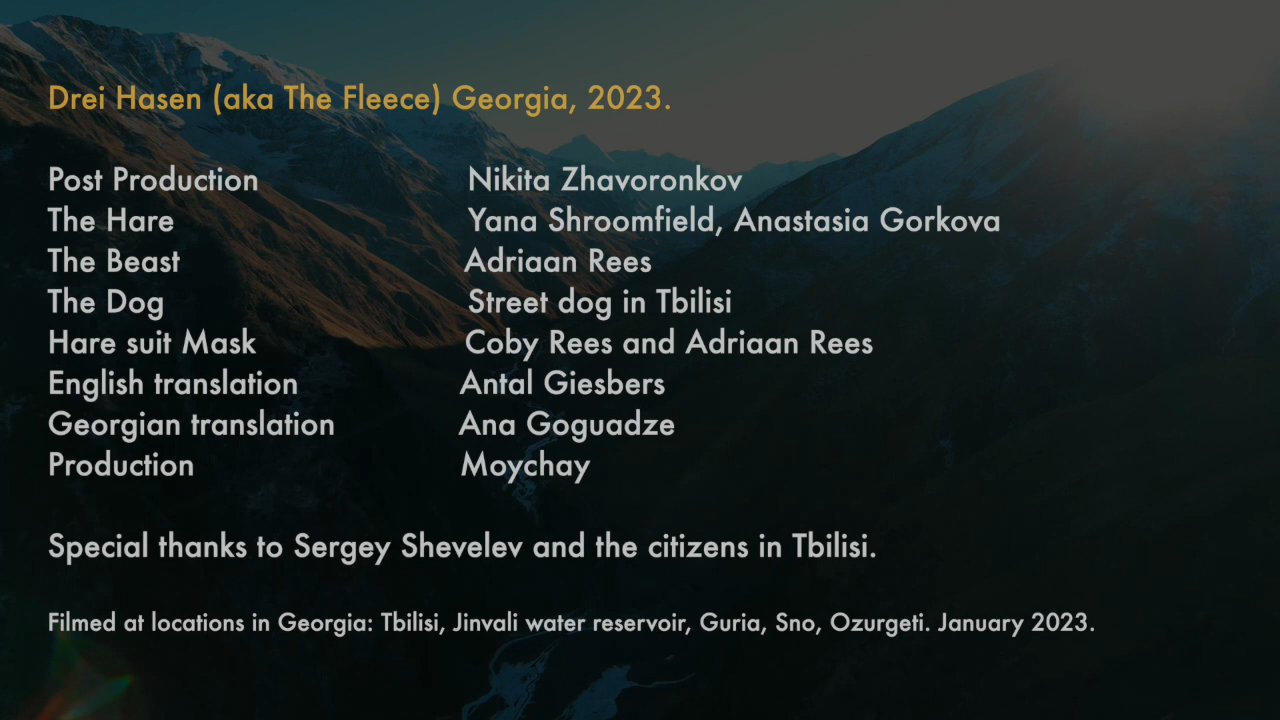 Drei Hasen (aka The Fleece) Georgia, 2023.
Post Production Nikita Zhavoronkov
The Hare Yana Shroomfield, Anastasia Gorkova
The Beast Adriaan Rees
The Dog Street dog in Tbilisi
Hare suit Mask Coby Rees and Adriaan Rees
English translation Antal Giesbers
Georgian translation Ana Goguadze
Production Moychay
Special thanks to Sergey Shevelev and the citizens in Tbilisi.
Filmed at locations in Georgia: Tbilisi, Jinvali water reservoir, Guria, Sno, Ozurgeti. January 2023.